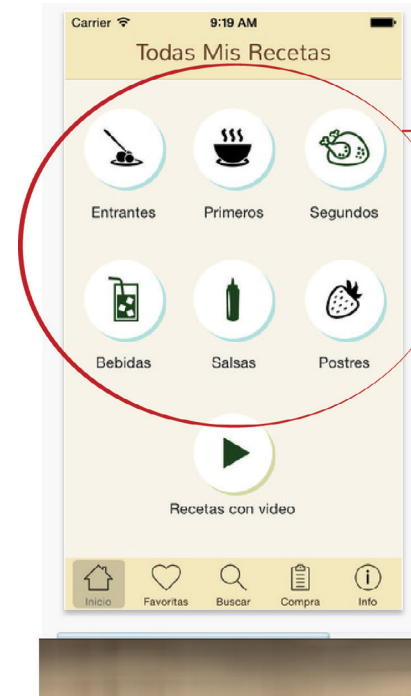 Carrier 9:19 AM
Todas Mis Recetas
Entrantes Primeros Segundos
Bebidas Salsas Postres
Recetas con video
Inicio Favoritas Buscar Compra Info